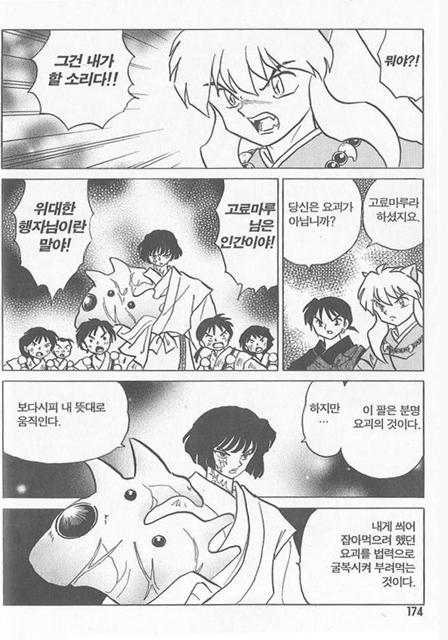 뭐야?!
그건 내가
할 소리다!!
고료마루라
하셨지요.
당신은 요괴가
아닙니까?
고료마루
님은
인간이야!
위대한
행자님이란
말야!
이 팔은 분명
요괴의 것이다.
하지만
…
보다시피 내 뜻대로
움직인다.
내게 씌어
잡아먹으려 했던
요괴를 법력으로
굴복시켜 부려먹는
것이다.
174